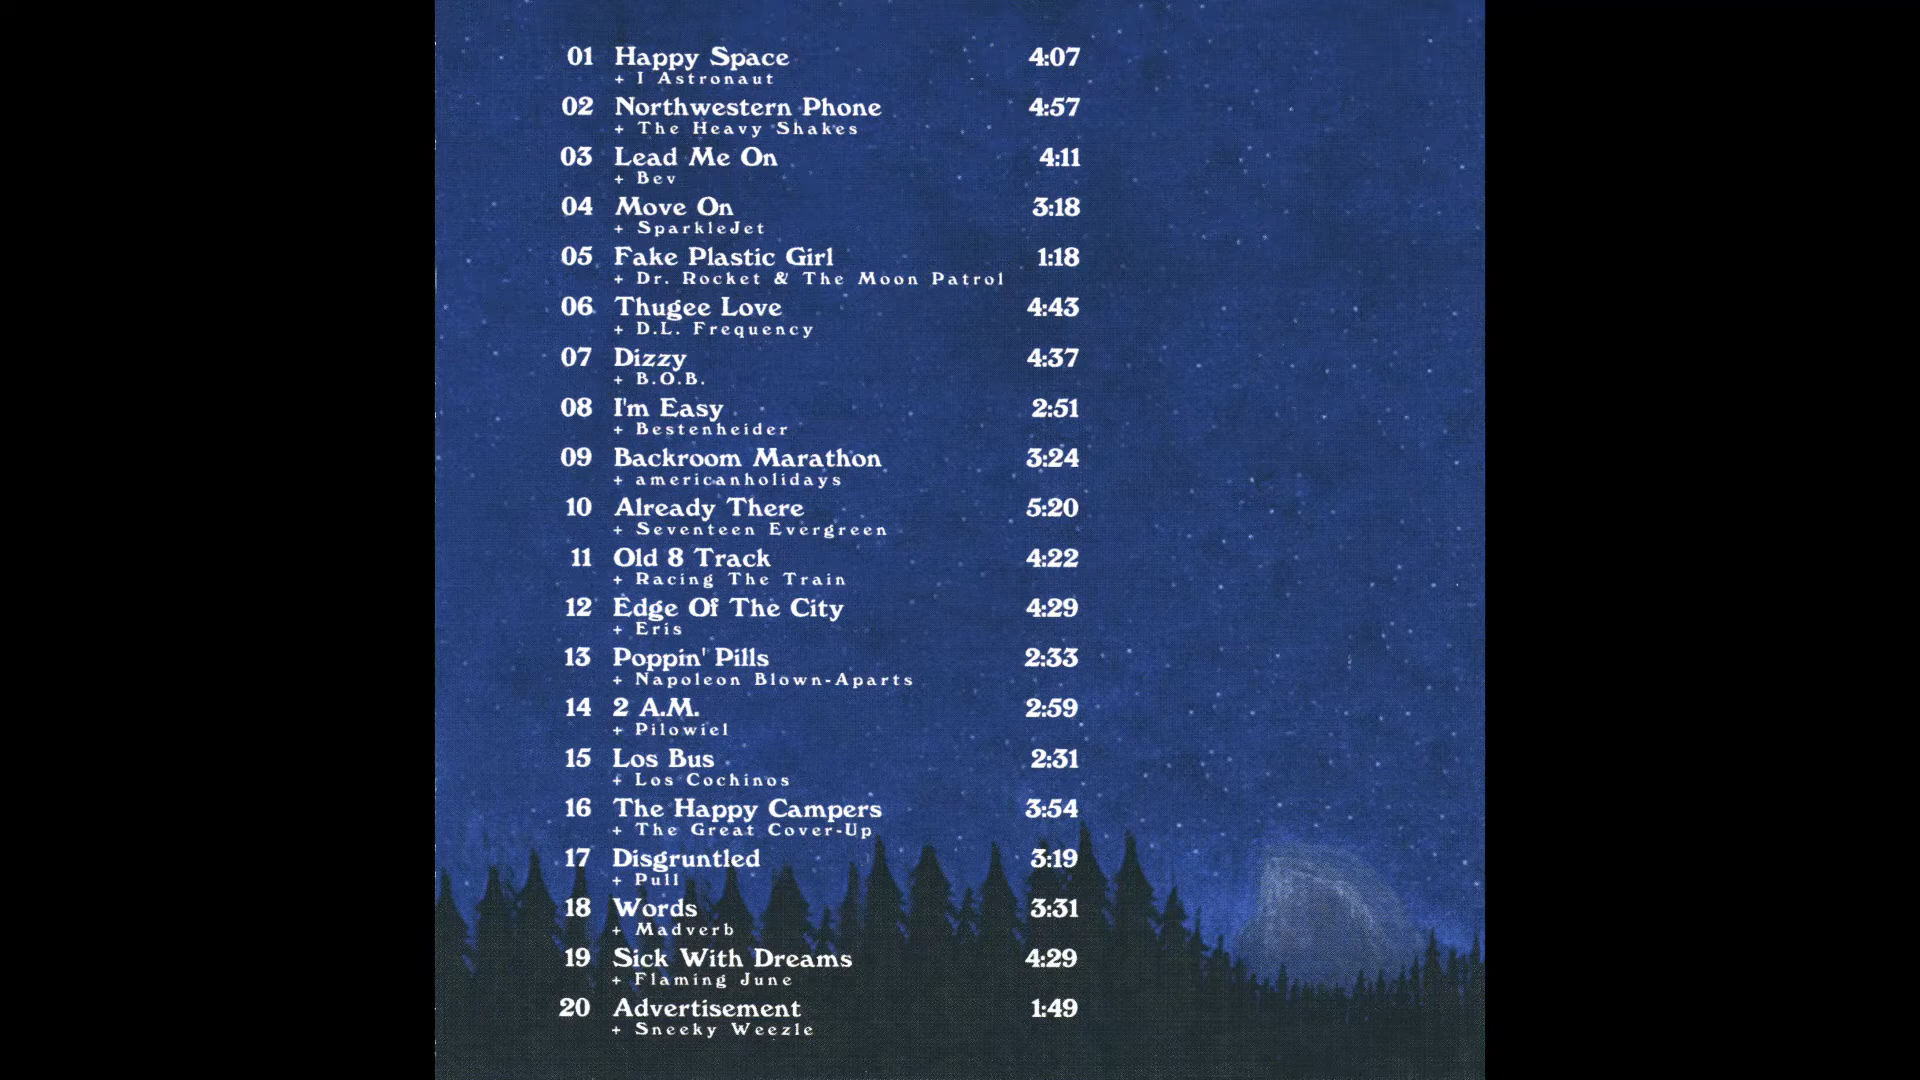 01 Happy Space 4:07
+ I Astronaut
02 Northwestern Phone 4:57
+ The Heavy Shakes
03 Lead Me On 4:11
+ Bev
04 Move On 3:18
+ SparkleJet
05 Fake Plastic Girl 1:18
+ Dr. Rocket & The Moon Patrol
06 Thugee Love 4:43
+ D.L. Frequency
07 Dizzy 4:37
+ B.O.B.
08 I'm Easy 2:51
+ Bestenheider
09 Backroom Marathon 3:24
+ americanholidays
10 Already There 5:20
+ Seventeen Evergreen
11 Old 8 Track 4:22
+ Racing The Train
12 Edge Of The City 4:29
+ Eris
13 Poppin' Pills 2:33
+ Napoleon Blown-Aparts
14 2 A.M. 2:59
+ Pilowiel
15 Los Bus 2:31
+ Los Cochinos
16 The Happy Campers 3:54
+ The Great Cover-Up
17 Disgruntled 3:19
+ Pull
18 Words 3:31
+ Madverb
19 Sick With Dreams 4:29
+ Flaming June
20 Advertisement 1:49
+ Sneeky Weezle